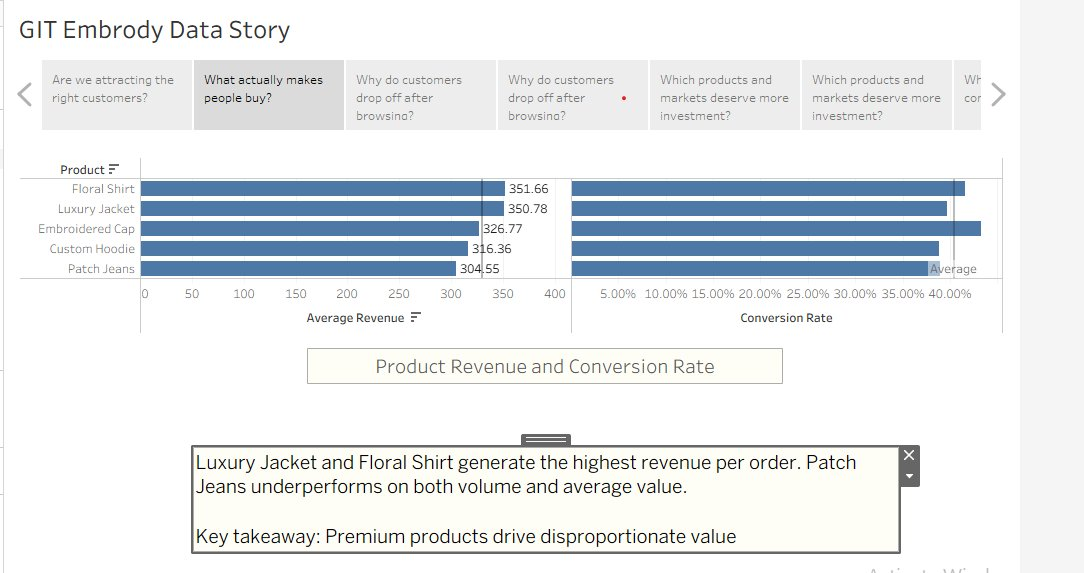 GIT Embrody Data Story
Are we attracting the
right customers?
What actually makes
people buy?
Why do customers
drop off after
browsing?
Why do customers
drop off after
browsing?
Which products and
markets deserve more
investment?
Which products and
markets deserve more
investment?
Product
Floral Shirt 351.66
Luxury Jacket 350.78
Embroidered Cap 326.77
Custom Hoodie 316.36
Patch Jeans 304.55 Average
0 50 100 150 200 250 300 350 400 5.00% 10.00% 15.00% 20.00% 25.00% 30.00% 35.00% 40.00%
Average Revenue Conversion Rate
Product Revenue and Conversion Rate
Luxury Jacket and Floral Shirt generate the highest revenue per order. Patch
Jeans underperforms on both volume and average value.
Key takeaway: Premium products drive disproportionate value